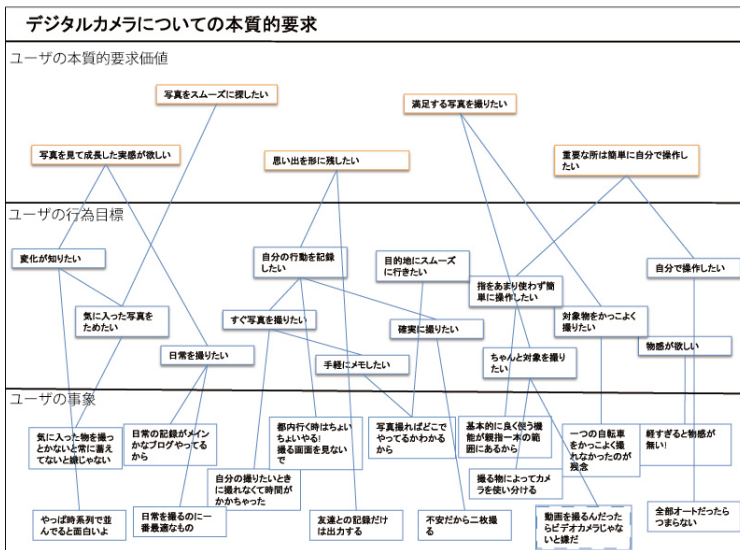 デジタルカメラについての本質的要求
ユーザの本質的要求価値
写真をスムーズに探したい
満足する写真を撮りたい
写真を見て成長した実感が欲しい
思い出を形に残したい
重要な所は簡単に自分で操作し
たい
ユーザの行為目標
変化が知りたい
自分の行動を記録
したい
目的地にスムーズ
に行きたい
指をあまり使わず簡
単に操作したい
自分で操作したい
気に入った写真を
ためたい
すぐ写真を撮りたい
確実に撮りたい
対象物をかっこよく
撮りたい
日常を撮りたい
手軽にメモしたい
ちゃんと対象を撮り
たい
物感が欲しい
ユーザの事象
気に入った物を撮っ
とかないと常に蓄え
てないと嫌じゃない
日常の記録がメイン
かなブログやってる
から
都内行く時はちょい
ちょいやる!
撮る画面を見ない
で
写真撮ればどこで
やってるかわかる
から
基本的に良く使う機
能が親指一本の範
囲にあるから
一つの自転車
をかっこよく撮
れなかったのが
残念
軽すぎると物感が
無い!
自分の撮りたいとき
に撮れなくて時間が
かかちゃった
撮る物によってカメ
ラを使い分ける
やっぱ時系列で並
んでると面白いよ
日常を撮るのに一
番最適なもの
友達との記録だけ
は出力する
不安だから二枚撮
る
動画を撮るんだった
らビデオカメラじゃな
いと嫌だ
全部オートだったら
つまらない